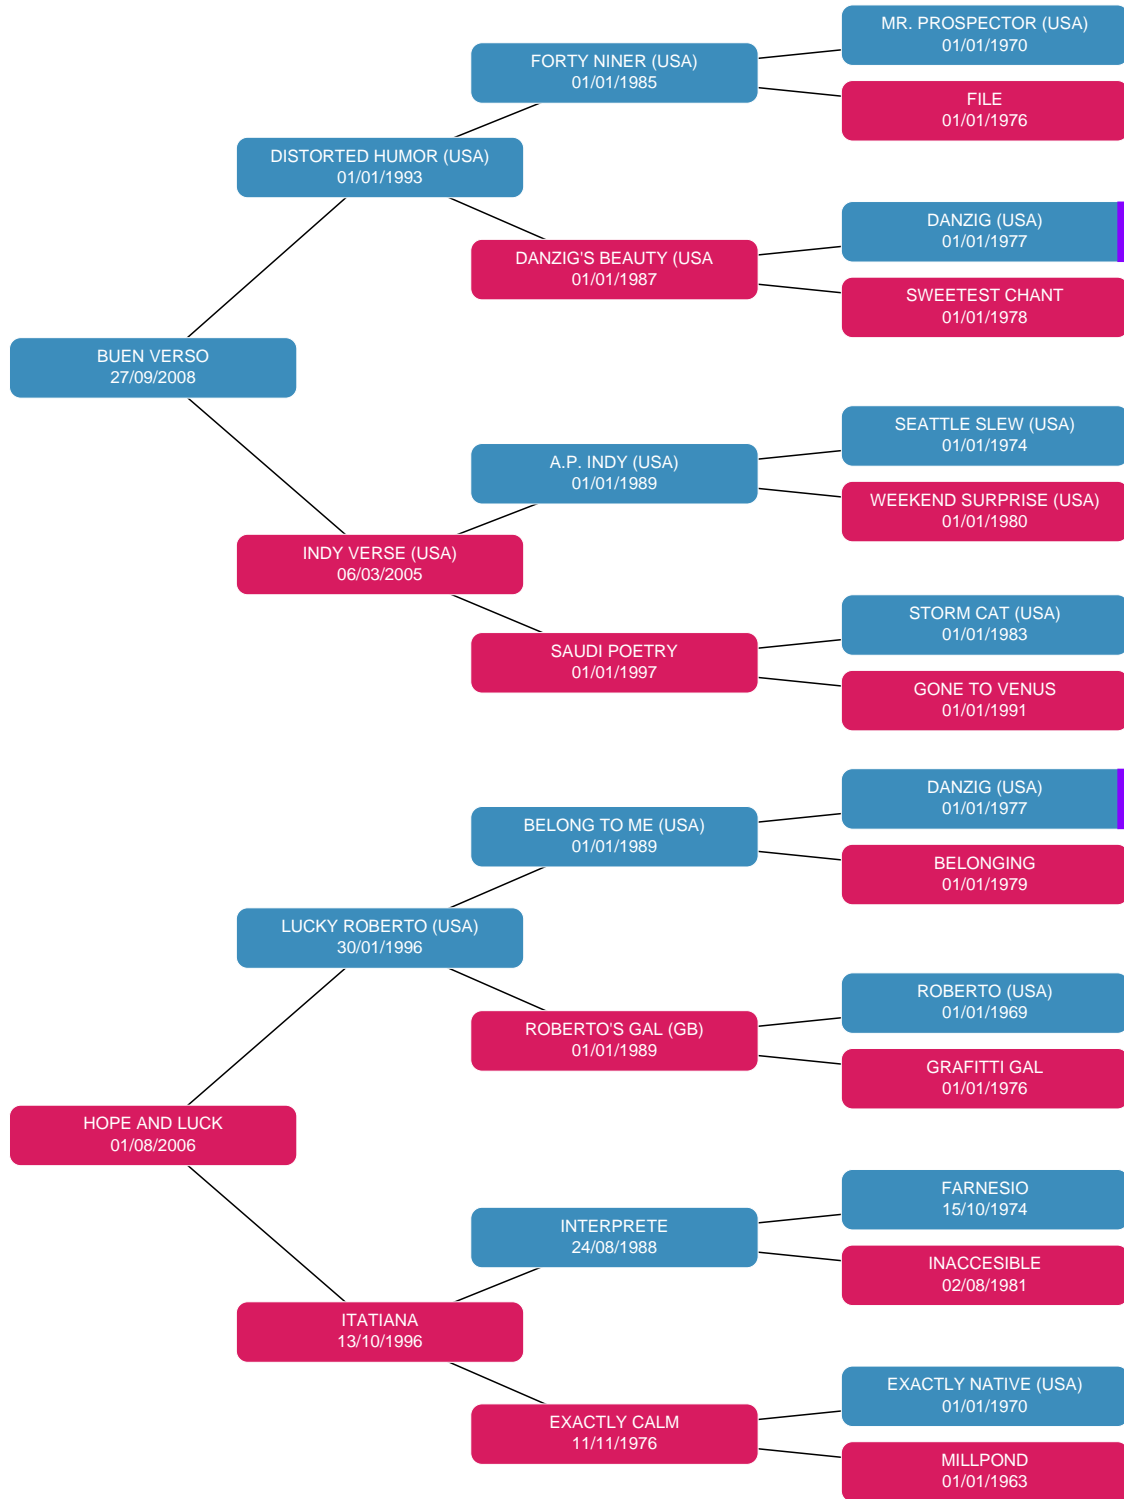 MR. PROSPECTOR (USA)
01/01/1970
FORTY NINER (USA)
01/01/1985
FILE
01/01/1976
DISTORTED HUMOR (USA)
01/01/1993
DANZIG (USA)
01/01/1977
DANZIG'S BEAUTY (USA
01/01/1987
SWEETEST CHANT
01/01/1978
BUEN VERSO
27/09/2008
SEATTLE SLEW (USA)
01/01/1974
A.P. INDY (USA)
01/01/1989
WEEKEND SURPRISE (USA)
01/01/1980
INDY VERSE (USA)
06/03/2005
STORM CAT (USA)
01/01/1983
SAUDI POETRY
01/01/1997
GONE TO VENUS
01/01/1991
DANZIG (USA)
01/01/1977
BELONG TO ME (USA)
01/01/1989
BELONGING
01/01/1979
LUCKY ROBERTO (USA)
30/01/1996
ROBERTO (USA)
01/01/1969
ROBERTO'S GAL (GB)
01/01/1989
GRAFITTI GAL
01/01/1976
HOPE AND LUCK
01/08/2006
FARNESIO
15/10/1974
INTERPRETE
24/08/1988
INACCESIBLE
02/08/1981
ITATIANA
13/10/1996
EXACTLY NATIVE (USA)
01/01/1970
EXACTLY CALM
11/11/1976
MILLPOND
01/01/1963